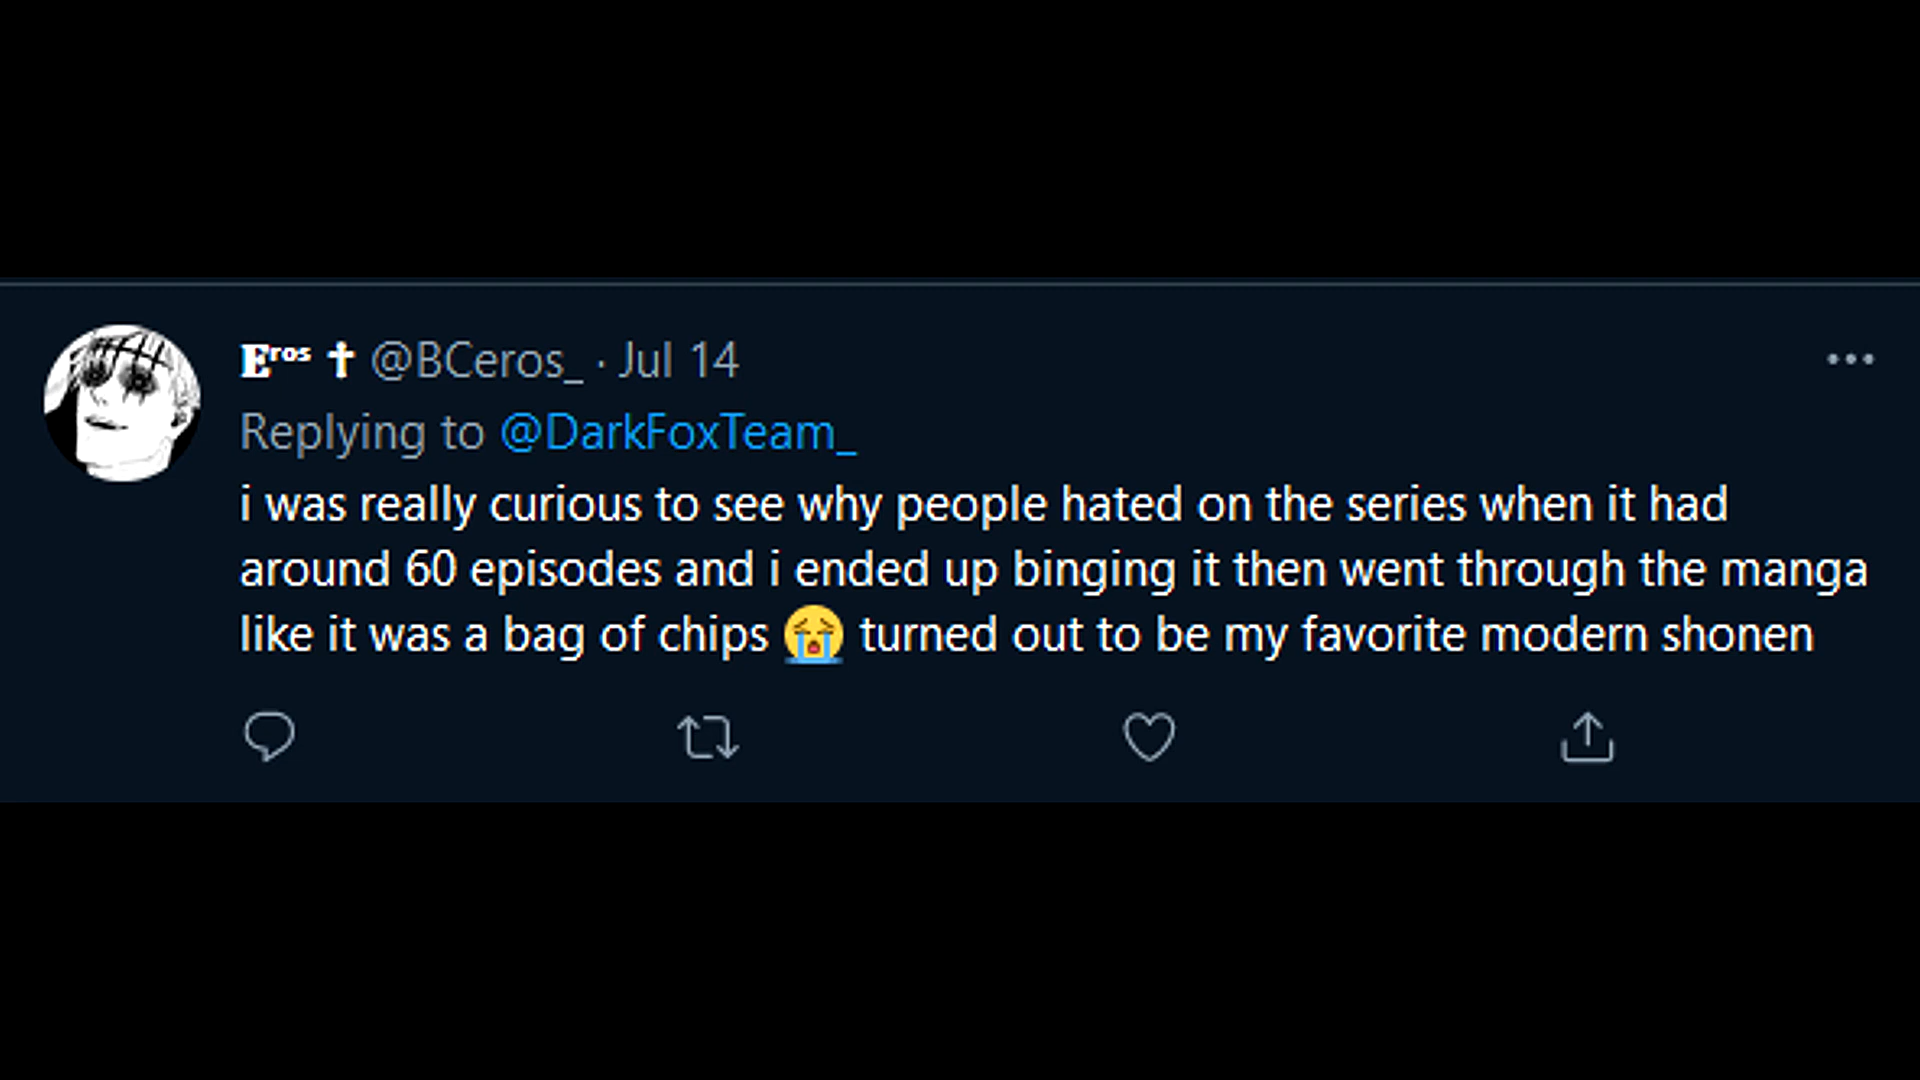 Eros † @BCeros_ · Jul 14
Replying to @DarkFoxTeam_
i was really curious to see why people hated on the series when it had
around 60 episodes and i ended up binging it then went through the manga
like it was a bag of chips 😭 turned out to be my favorite modern shonen